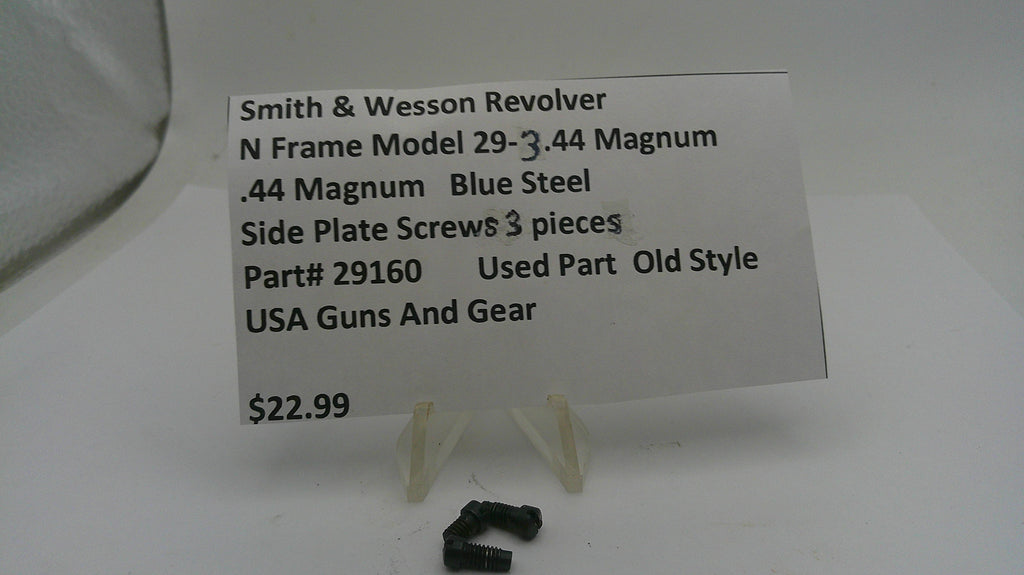 Smith & Wesson Revolver
N Frame Model 29-3.44 Magnum
.44 Magnum Blue Steel
Side Plate Screws 3 pieces
Part# 29160 Used Part Old Style
USA Guns And Gear
$22.99